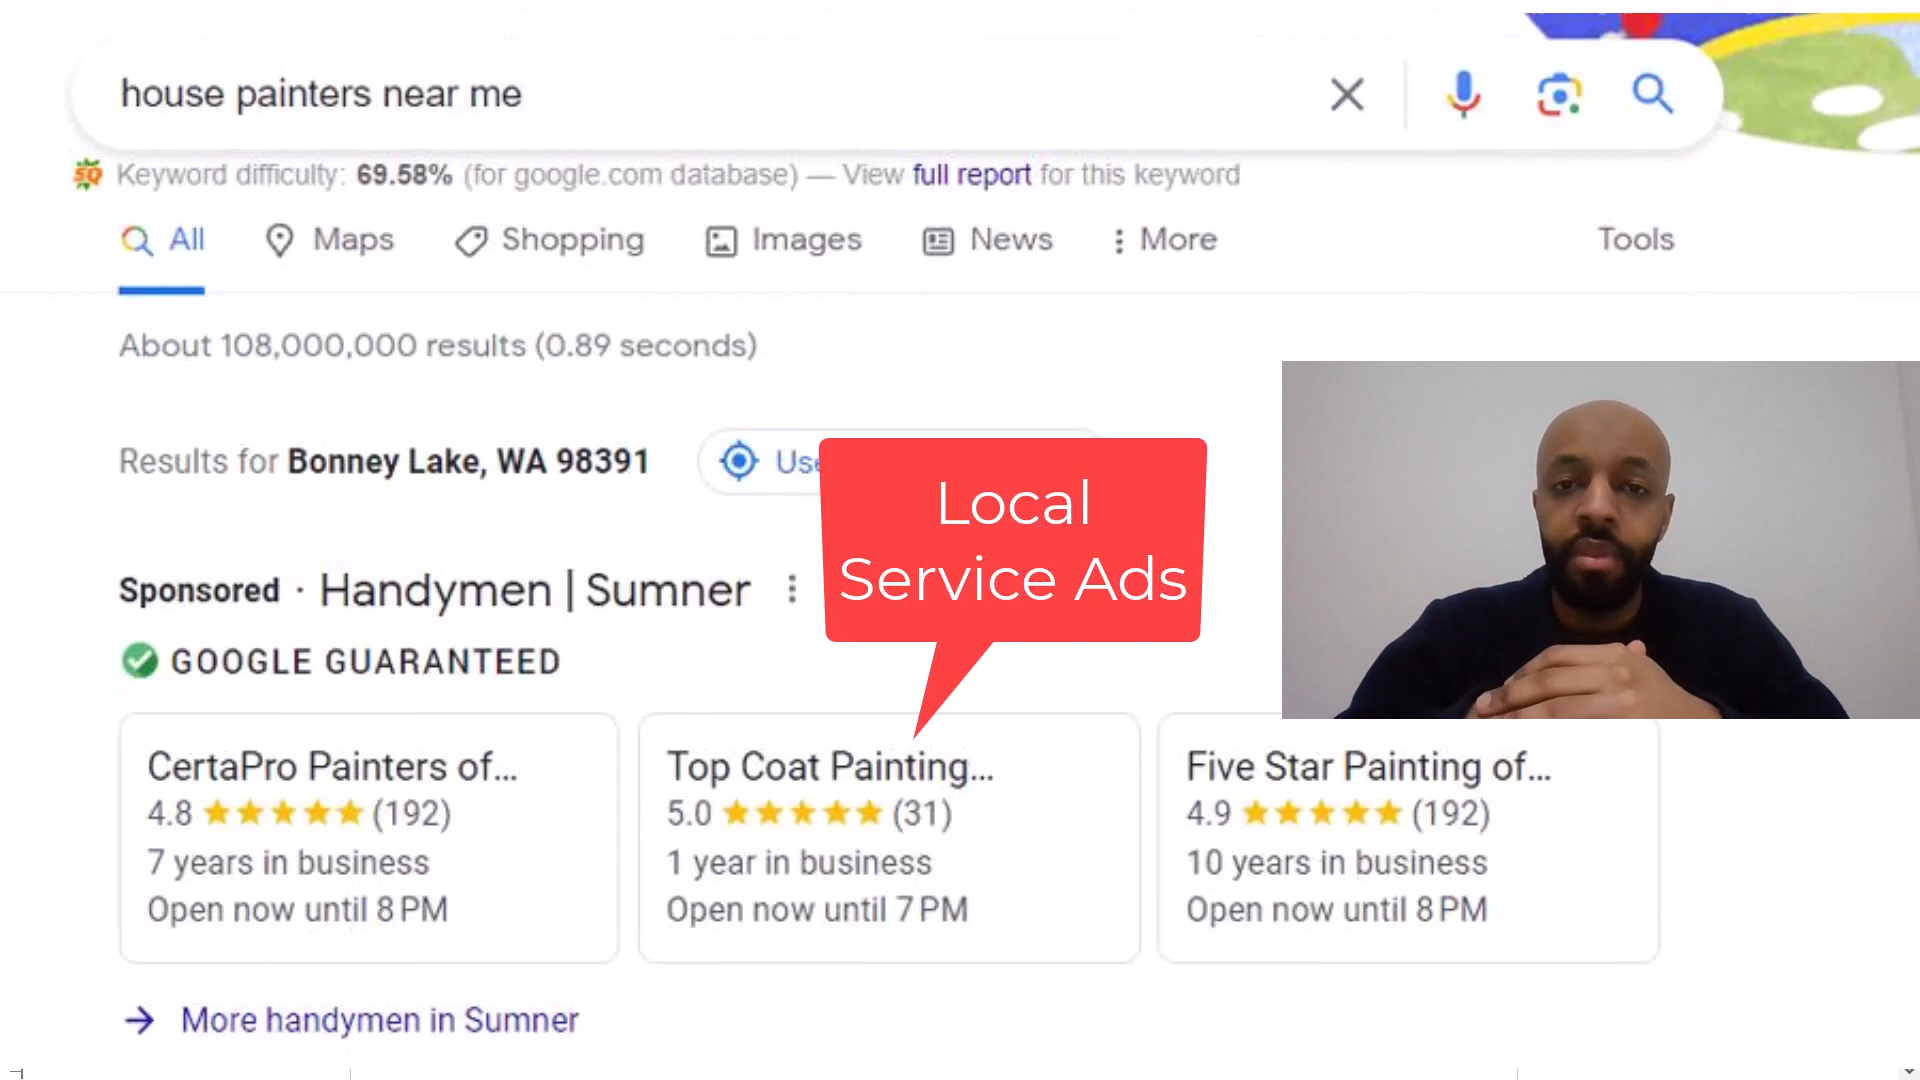 house painters near me
SQ Keyword difficulty: 69.58% (for google.com database) — View full report for this keyword
All Maps Shopping Images News More Tools
About 108,000,000 results (0.89 seconds)
Results for Bonney Lake, WA 98391
Local
Service Ads
Sponsored · Handymen | Sumner
GOOGLE GUARANTEED
CertaPro Painters of...
4.8 (192)
7 years in business
Open now until 8 PM
Top Coat Painting...
5.0 (31)
1 year in business
Open now until 7 PM
Five Star Painting of...
4.9 (192)
10 years in business
Open now until 8 PM
More handymen in Sumner